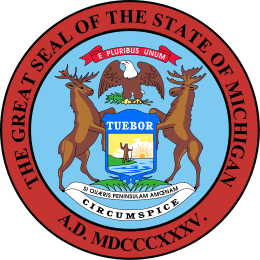 THE GREAT SEAL OF THE STATE OF MICHIGAN
E PLURIBUS UNUM
TUEBOR
SI QUÆRIS PENINSULAM AMŒNAM
CIRCUMSPICE
A.D. MDCCCXXXV.